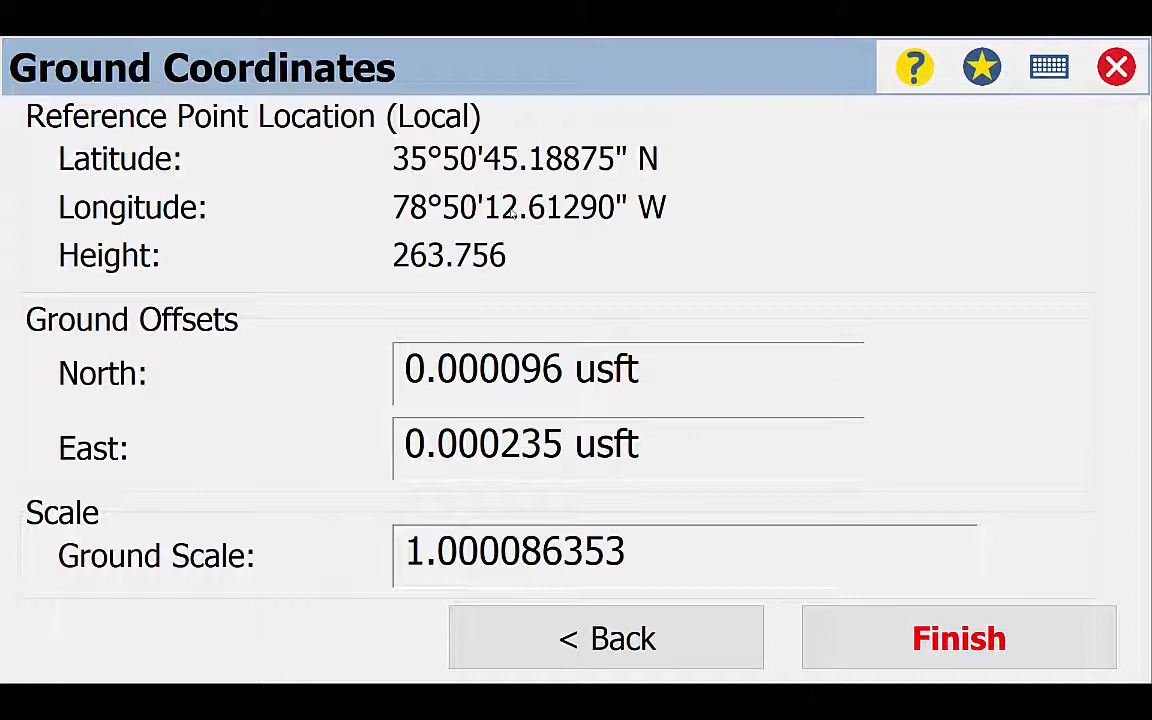 Ground Coordinates
Reference Point Location (Local)
Latitude: 35°50'45.18875" N
Longitude: 78°50'12.61290" W
Height: 263.756
Ground Offsets
North: 0.000096 usft
East: 0.000235 usft
Scale
Ground Scale: 1.000086353
< Back Finish